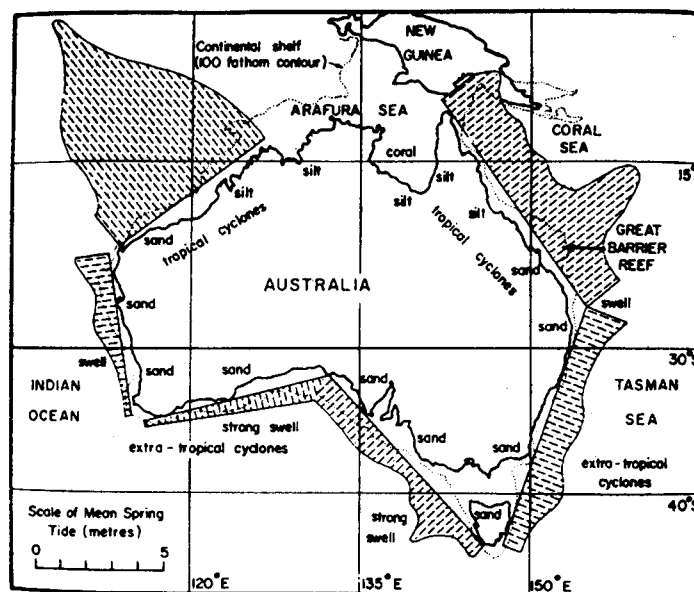 NEW
GUINEA
Continental shelf
(100 fathom contour)
ARAFURA SEA
CORAL
SEA
coral
15°
silt
silt
silt
silt
silt
tropical cyclones
tropical cyclones
sand
GREAT
BARRIER
REEF
sand
AUSTRALIA
sand
swell
sand
swell
30°S
sand
sand
sand
INDIAN
OCEAN
TASMAN
SEA
strong swell
extra-tropical cyclones
sand
sand
extra-tropical
cyclones
40°S
Scale of Mean Spring
Tide (metres)
0 5
strong
swell
sand
120°E
135°E
150°E